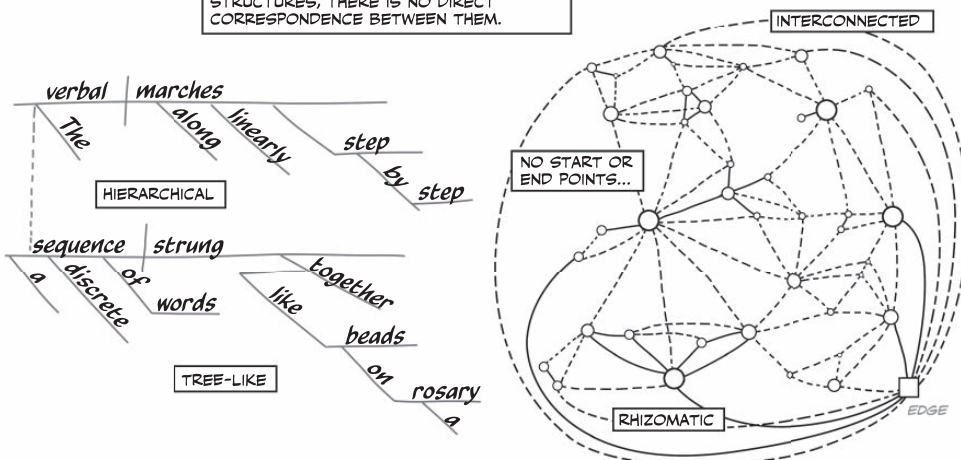 STRUCTURES, THERE IS NO DIRECT
CORRESPONDENCE BETWEEN THEM.
verbal marches
The
along
linearly
step
by
step
HIERARCHICAL
sequence strung
a
discrete
of
words
together
like
beads
on
rosary
a
TREE-LIKE
INTERCONNECTED
NO START OR
END POINTS...
RHIZOMATIC
EDGE